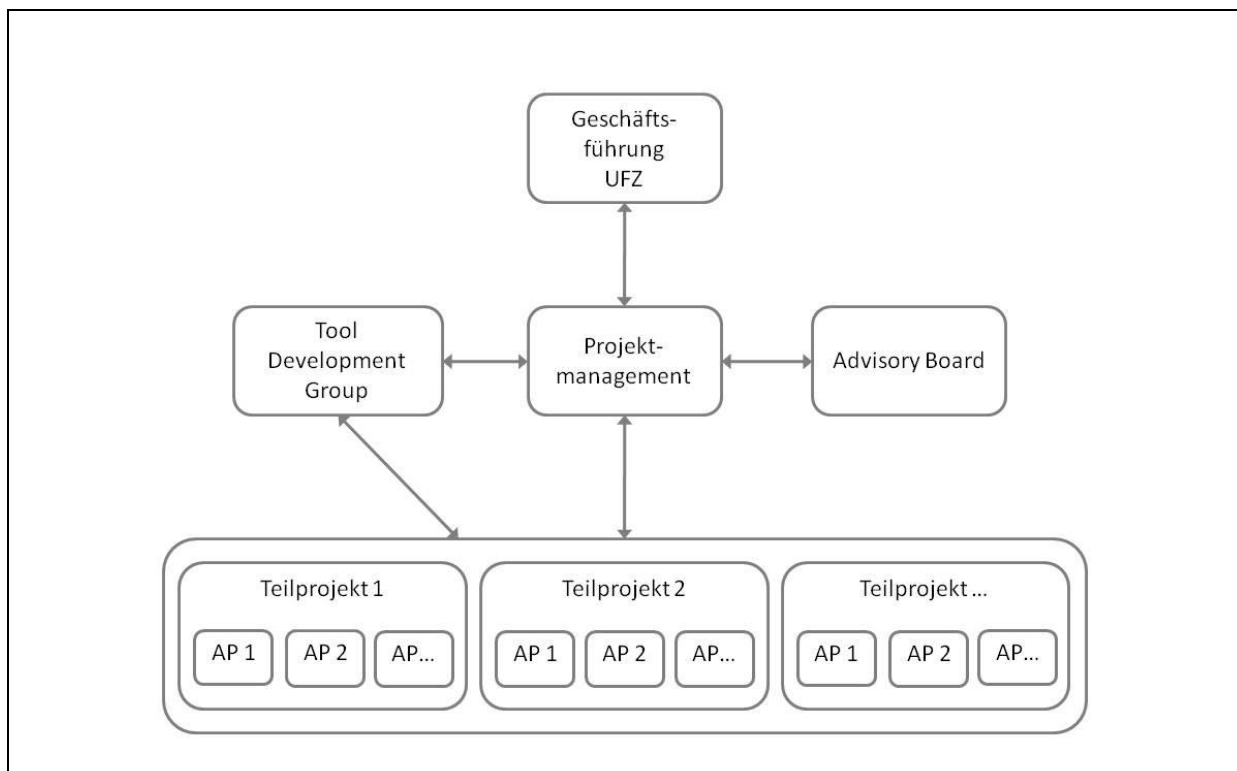 Geschäfts-
führung
UFZ
Tool
Development
Group
Projekt-
management
Advisory Board
Teilprojekt 1
AP 1
AP 2
AP...
Teilprojekt 2
AP 1
AP 2
AP...
Teilprojekt ...
AP 1
AP 2
AP...